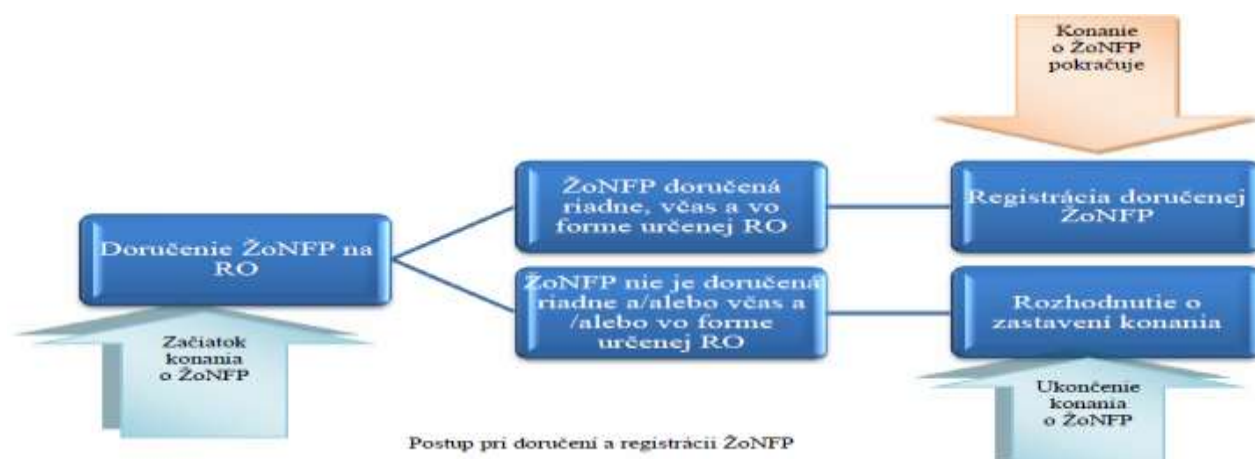 Konanie
o ŽoNFP
pokračuje
ŽoNFP doručená
riadne, včas a vo
forme určenej RO
Registrácia doručenej
ŽoNFP
Doručenie ŽoNFP na
RO
ŽoNFP nie je doručená
riadne a/alebo včas a
/alebo vo forme
určenej RO
Rozhodnutie o
zastavení konania
Začiatok
konania
o ŽoNFP
Ukončenie
konania
o ŽoNFP
Postup pri doručení a registrácii ŽoNFP